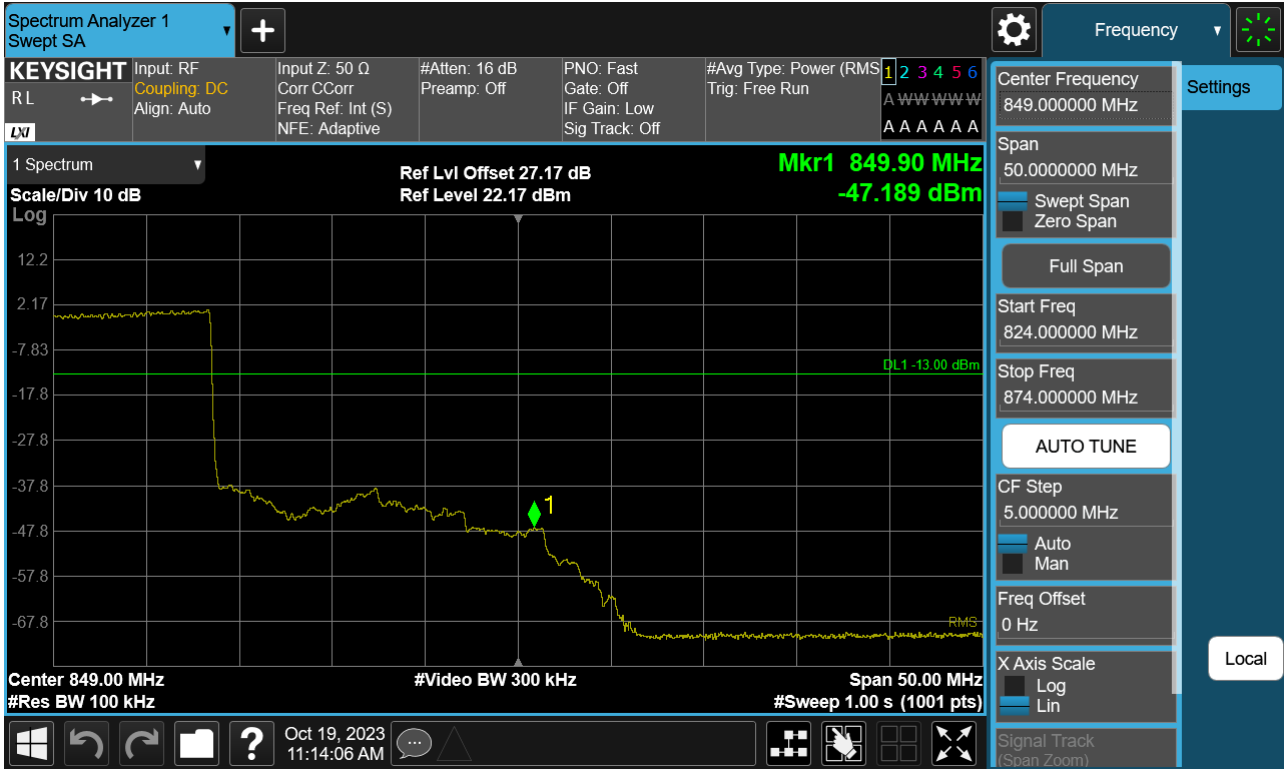 Spectrum Analyzer 1
Swept SA
+
Frequency
KEYSIGHT
R L
LXI
Input: RF
Coupling: DC
Align: Auto
Input Z: 50 Ω
Corr CCorr
Freq Ref: Int (S)
NFE: Adaptive
#Atten: 16 dB
Preamp: Off
PNO: Fast
Gate: Off
IF Gain: Low
Sig Track: Off
#Avg Type: Power (RMS
Trig: Free Run
1 2 3 4 5 6
A W W W W W
A A A A A A
1 Spectrum
Scale/Div 10 dB
Log
Ref Lvl Offset 27.17 dB
Ref Level 22.17 dBm
Mkr1 849.90 MHz
-47.189 dBm
12.2
2.17
-7.83
-17.8
-27.8
-37.8
-47.8
-57.8
-67.8
DL1 -13.00 dBm
1
RMS
Center 849.00 MHz
#Video BW 300 kHz
Span 50.00 MHz
#Res BW 100 kHz
#Sweep 1.00 s (1001 pts)
Center Frequency
849.000000 MHz
Span
50.0000000 MHz
Swept Span
Zero Span
Full Span
Start Freq
824.000000 MHz
Stop Freq
874.000000 MHz
AUTO TUNE
CF Step
5.000000 MHz
Auto
Man
Freq Offset
0 Hz
X Axis Scale
Log
Lin
Signal Track
(Span Zoom)
Settings
Local
?
Oct 19, 2023
11:14:06 AM